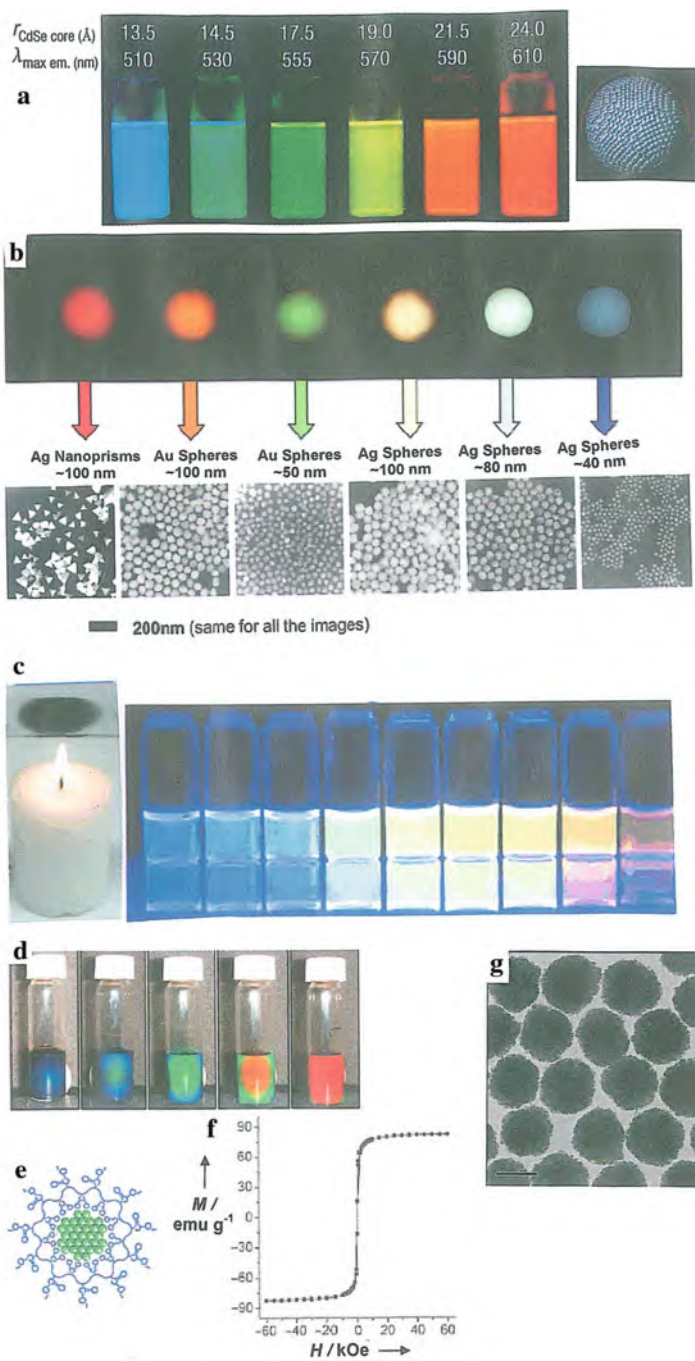 r CdSe core (Å) 13.5 14.5 17.5 19.0 21.5 24.0
λ max em. (nm) 510 530 555 570 590 610
a
b
Ag Nanoprisms ~100 nm
Au Spheres ~100 nm
Au Spheres ~50 nm
Ag Spheres ~100 nm
Ag Spheres ~80 nm
Ag Spheres ~40 nm
200nm (same for all the images)
c
d
g
e
f
M /
emu g⁻¹
90
60
30
0
-30
-60
-90
-60 -40 -20 0 20 40 60
H / kOe